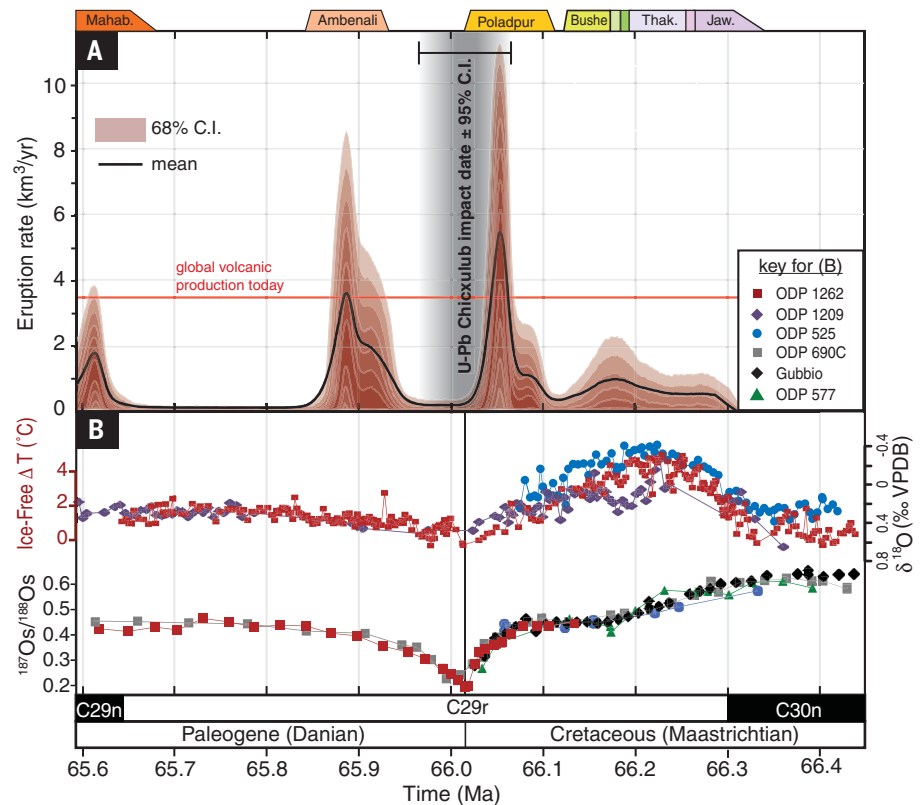 Mahab. Ambenali Poladpur Bushe Thak. Jaw.
A
Eruption rate (km³/yr)
10
8
6
4
2
0
68% C.I.
mean
global volcanic
production today
U-Pb Chicxulub impact date ± 95% C.I.
key for (B)
ODP 1262
ODP 1209
ODP 525
ODP 690C
Gubbio
ODP 577
B
Ice-Free Δ T (˚C)
4
2
0
-0.4
0
0.4
0.8
δ¹⁸O (‰ VPDB)
¹⁸⁷Os/¹⁸⁸Os
0.6
0.5
0.4
0.3
0.2
C29n C29r C30n
Paleogene (Danian) Cretaceous (Maastrichtian)
65.6 65.7 65.8 65.9 66.0 66.1 66.2 66.3 66.4
Time (Ma)